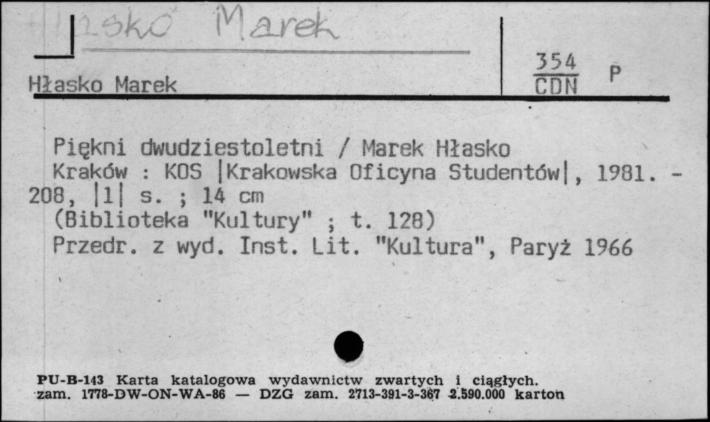 Hłasko Marek
354
CDN P
Hłasko Marek
Piękni dwudziestoletni / Marek Hłasko
Kraków : KOS |Krakowska Oficyna Studentów|, 1981. -
208, |1| s. ; 14 cm
(Biblioteka "Kultury" ; t. 128)
Przedr. z wyd. Inst. Lit. "Kultura", Paryż 1966
PU-B-143 Karta katalogowa wydawnictw zwartych i ciągłych.
zam. 1778-DW-ON-WA-86 — DZG zam. 2713-391-3-367 2.590.000 karton